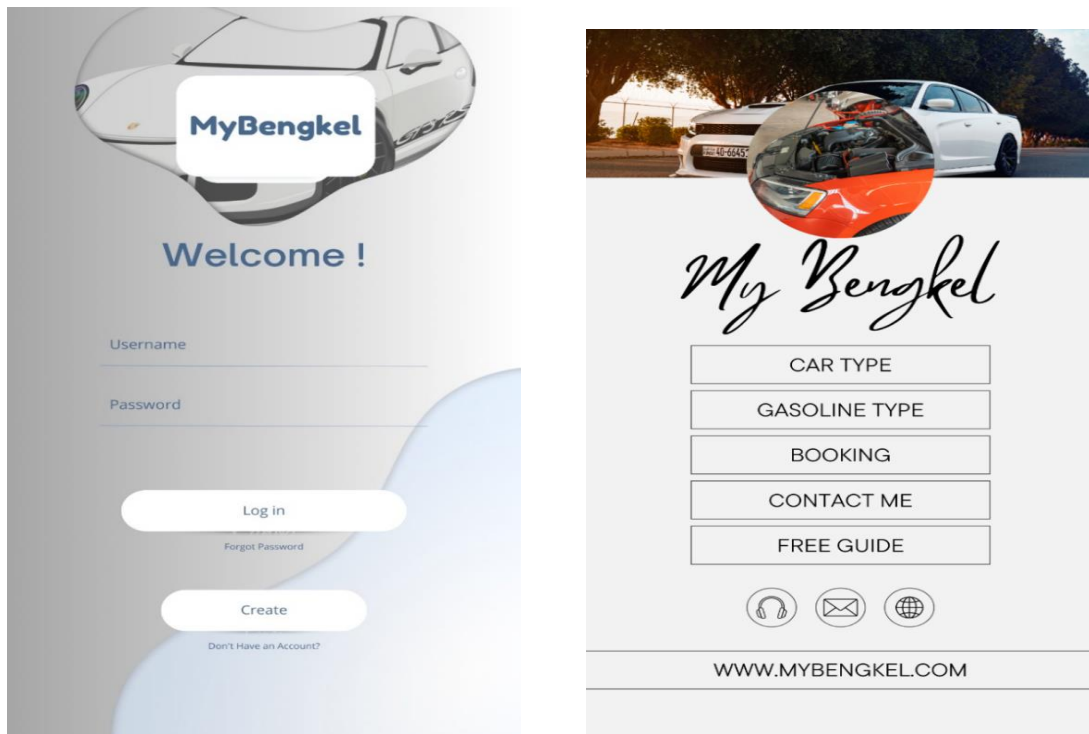 MyBengkel
Welcome !
Username
Password
Log in
Forgot Password
Create
Don't Have an Account?
My Bengkel
CAR TYPE
GASOLINE TYPE
BOOKING
CONTACT ME
FREE GUIDE
WWW.MYBENGKEL.COM